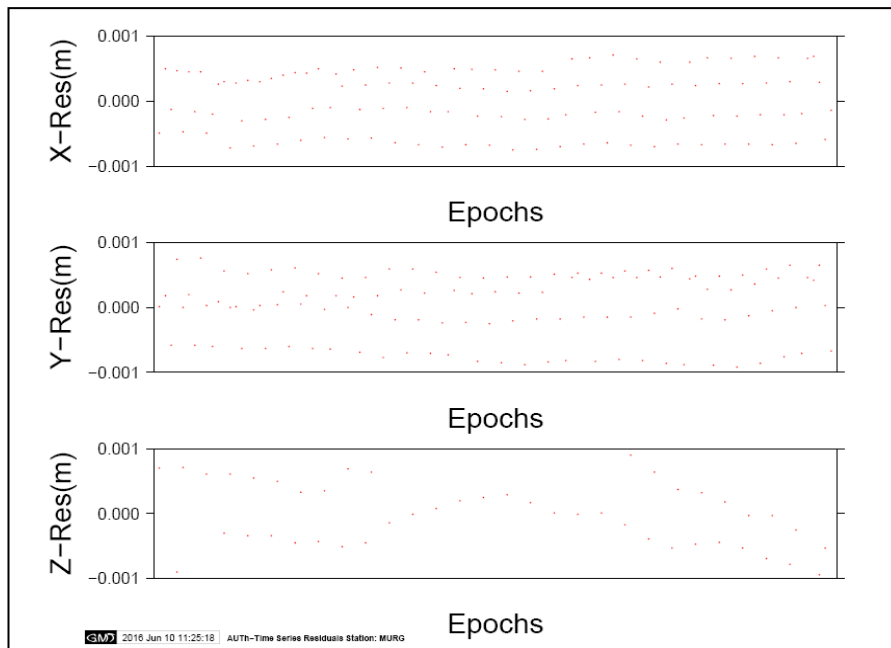 0.001
0.000
−0.001
X−Res(m)
Epochs
0.001
0.000
−0.001
Y−Res(m)
Epochs
0.001
0.000
−0.001
Z−Res(m)
Epochs
GMD 2016 Jun 10 11:25:18 AUTh−Time Series Residuals Station: MURG